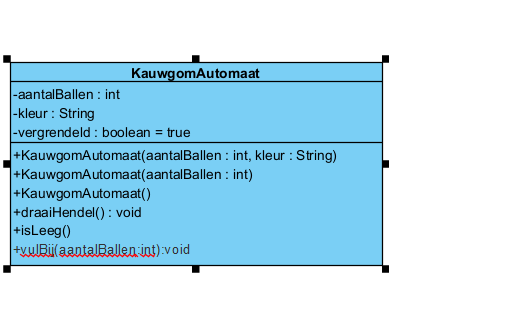 KauwgomAutomaat
-aantalBallen : int
-kleur : String
-vergrendeld : boolean = true
+KauwgomAutomaat(aantalBallen : int, kleur : String)
+KauwgomAutomaat(aantalBallen : int)
+KauwgomAutomaat()
+draaiHendel() : void
+isLeeg()
+vulBij(aantalBallen:int):void